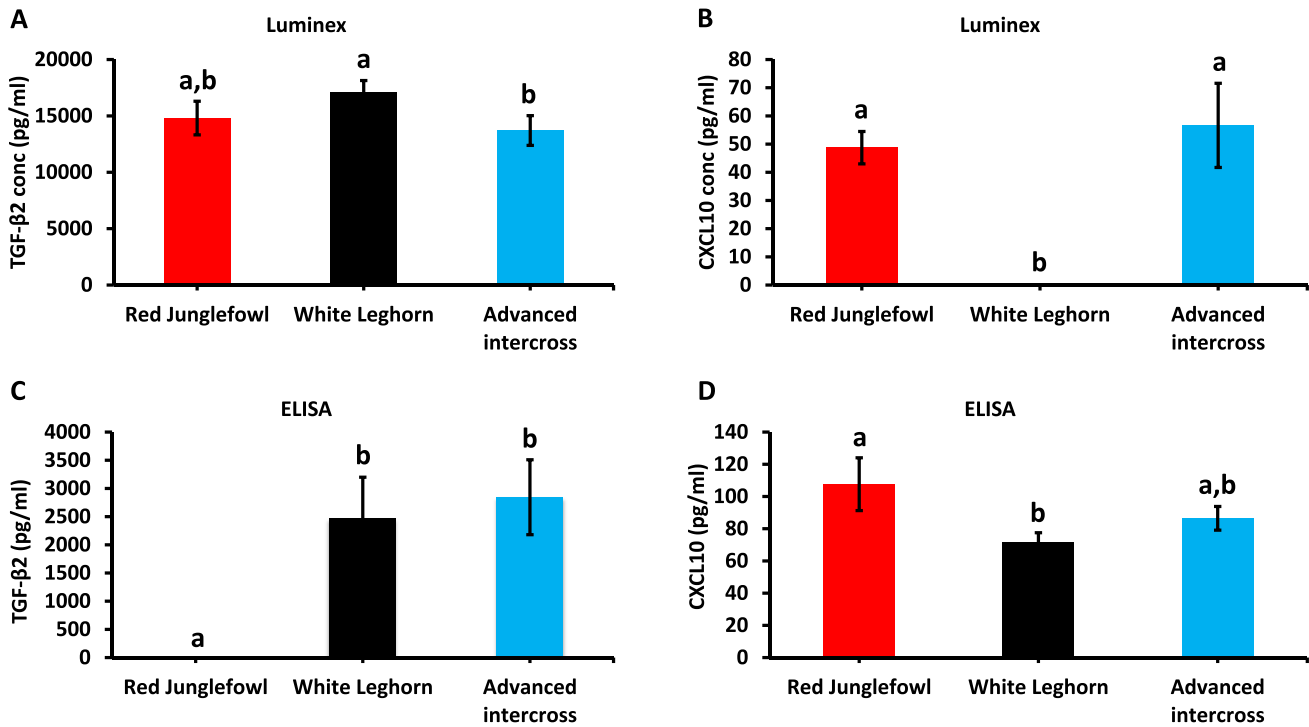 A
Luminex
TGF-β2 conc (pg/ml)
20000
15000
10000
5000
0
a,b
a
b
Red Junglefowl
White Leghorn
Advanced
intercross
B
Luminex
CXCL10 conc (pg/ml)
80
70
60
50
40
30
20
10
0
a
b
a
Red Junglefowl
White Leghorn
Advanced
intercross
C
ELISA
TGF-β2 (pg/ml)
4000
3500
3000
2500
2000
1500
1000
500
0
a
b
b
Red Junglefowl
White Leghorn
Advanced
intercross
D
ELISA
CXCL10 (pg/ml)
140
120
100
80
60
40
20
0
a
b
a,b
Red Junglefowl
White Leghorn
Advanced
intercross